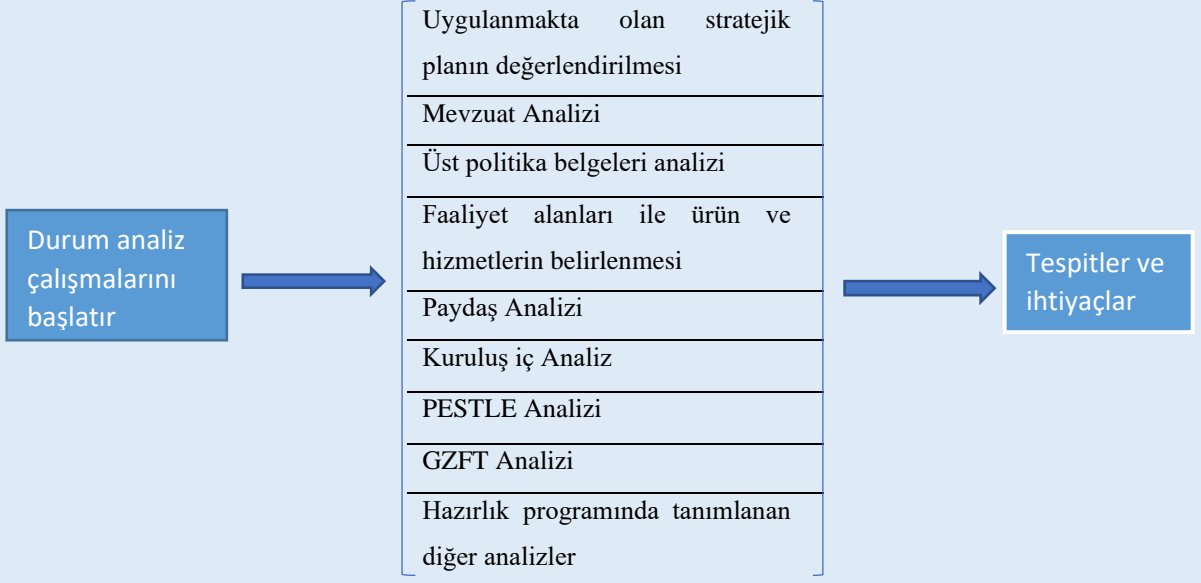 Durum analiz
çalışmalarını
başlatır
Uygulanmakta olan stratejik
planın değerlendirilmesi
Mevzuat Analizi
Üst politika belgeleri analizi
Faaliyet alanları ile ürün ve
hizmetlerin belirlenmesi
Paydaş Analizi
Kuruluş iç Analiz
PESTLE Analizi
GZFT Analizi
Hazırlık programında tanımlanan
diğer analizler
Tespitler ve
ihtiyaçlar